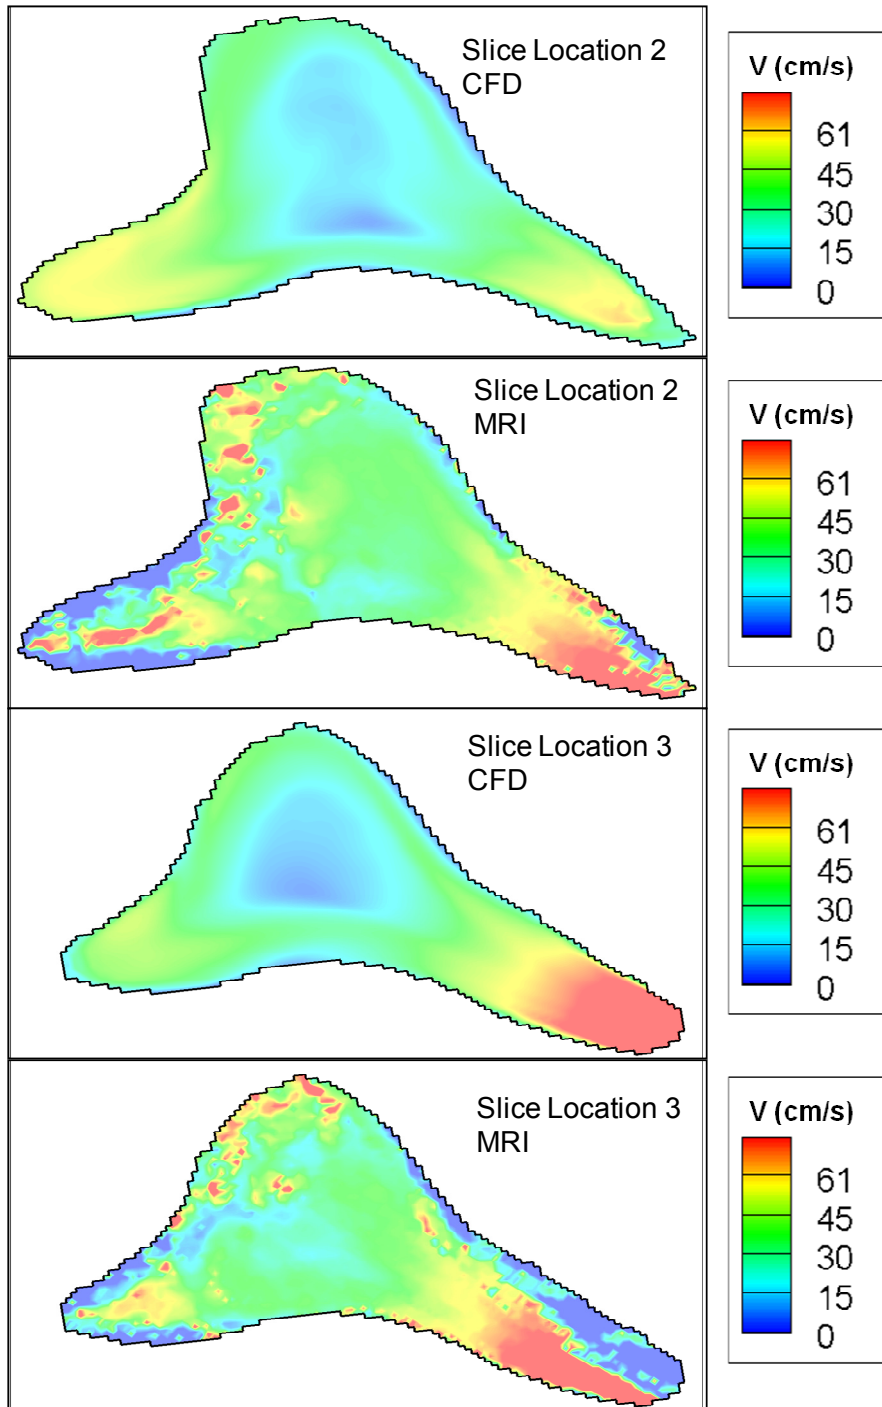 Slice Location 2
CFD
V (cm/s)
61
45
30
15
0
Slice Location 2
MRI
V (cm/s)
61
45
30
15
0
Slice Location 3
CFD
V (cm/s)
61
45
30
15
0
Slice Location 3
MRI
V (cm/s)
61
45
30
15
0